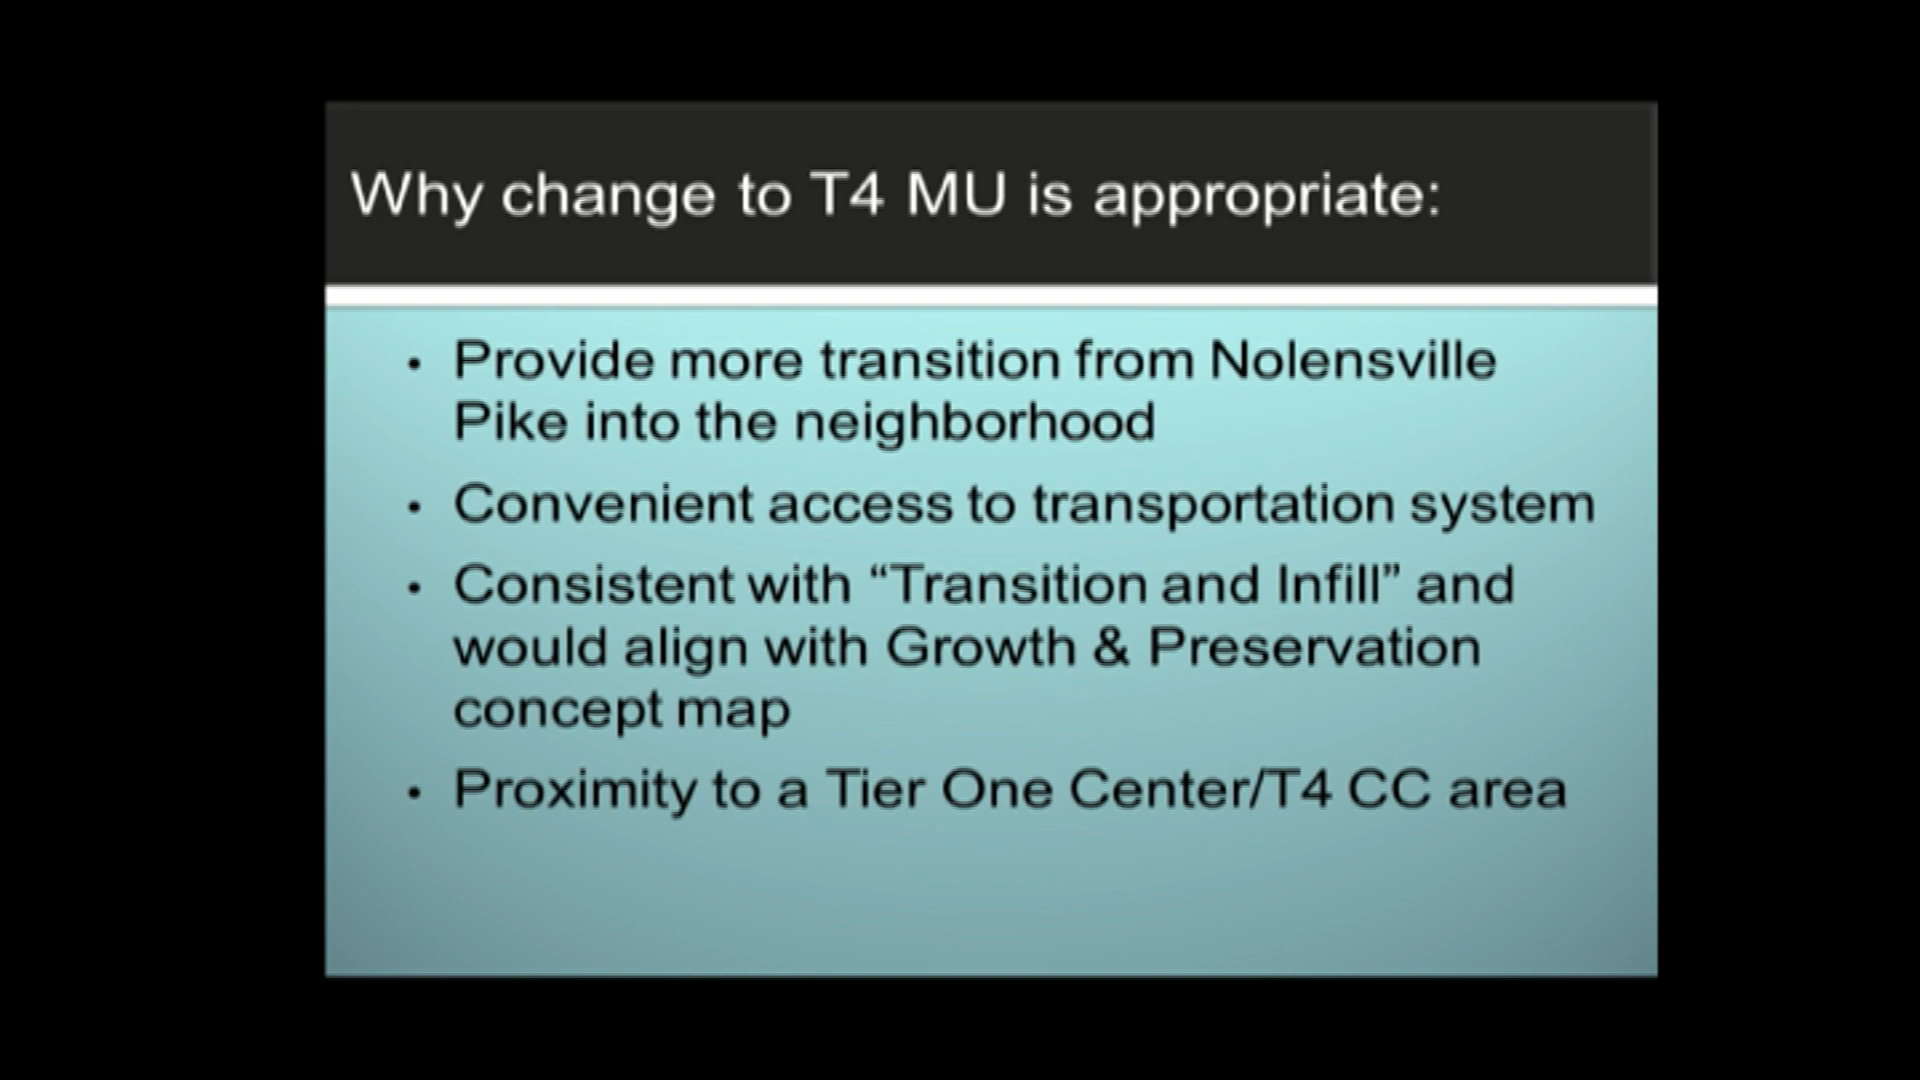 Why change to T4 MU is appropriate:
• Provide more transition from Nolensville
Pike into the neighborhood
• Convenient access to transportation system
• Consistent with “Transition and Infill” and
would align with Growth & Preservation
concept map
• Proximity to a Tier One Center/T4 CC area